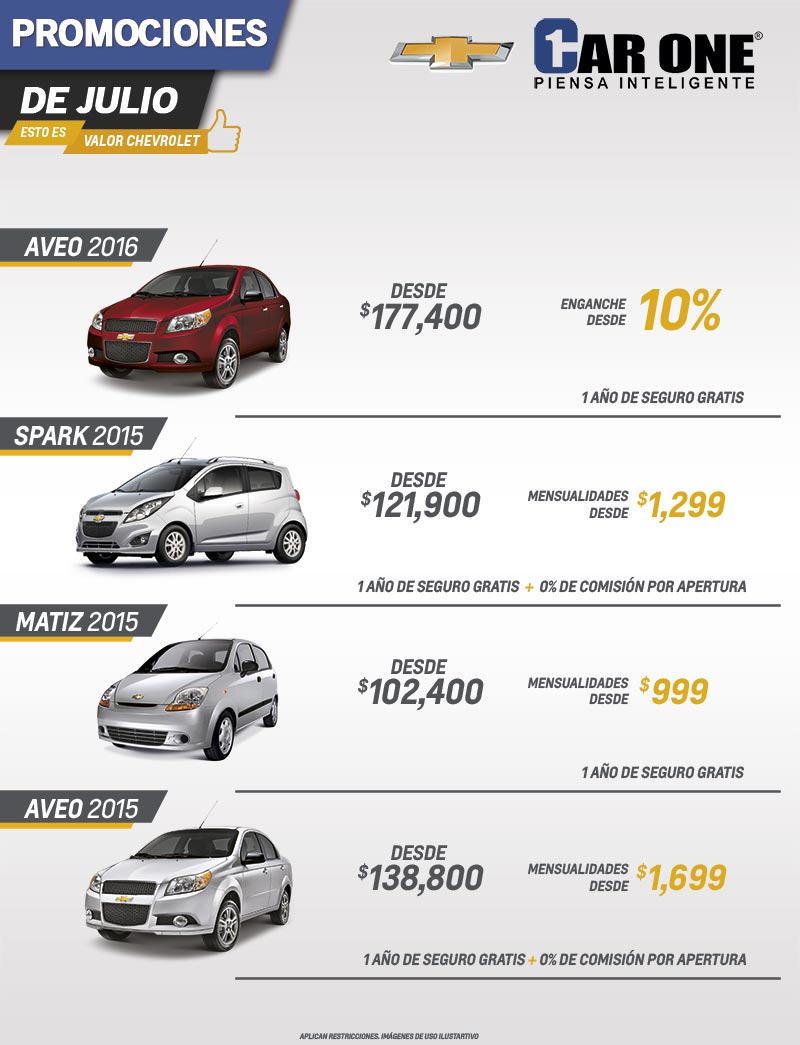 PROMOCIONES
DE JULIO
ESTO ES
VALOR CHEVROLET
1CAR ONE®
PIENSA INTELIGENTE
AVEO 2016
DESDE
$177,400
ENGANCHE
DESDE
10%
1 AÑO DE SEGURO GRATIS
SPARK 2015
DESDE
$121,900
MENSUALIDADES
DESDE
$1,299
1 AÑO DE SEGURO GRATIS + 0% DE COMISIÓN POR APERTURA
MATIZ 2015
DESDE
$102,400
MENSUALIDADES
DESDE
$999
1 AÑO DE SEGURO GRATIS
AVEO 2015
DESDE
$138,800
MENSUALIDADES
DESDE
$1,699
1 AÑO DE SEGURO GRATIS + 0% DE COMISIÓN POR APERTURA
APLICAN RESTRICCIONES. IMÁGENES DE USO ILUSTARTIVO